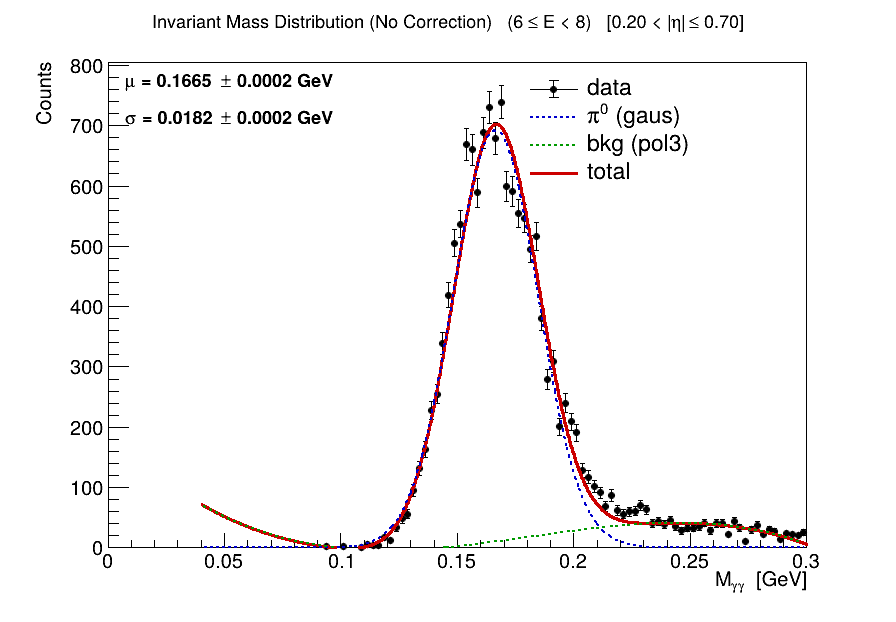 Invariant Mass Distribution (No Correction) (6 ≤ E < 8) [0.20 < |η| ≤ 0.70]
Counts
μ = 0.1665 ± 0.0002 GeV
σ = 0.0182 ± 0.0002 GeV
data
π⁰ (gaus)
bkg (pol3)
total
800
700
600
500
400
300
200
100
0
0 0.05 0.1 0.15 0.2 0.25 0.3
Mγγ [GeV]